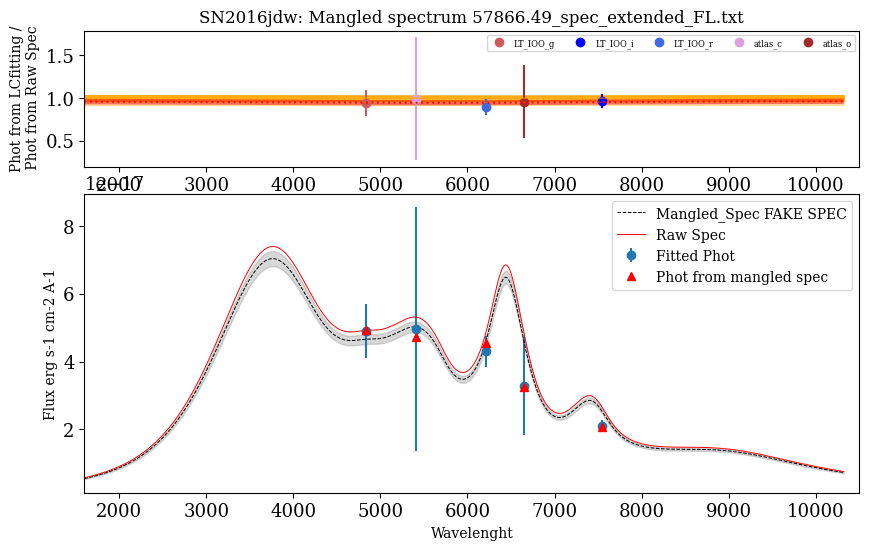 SN2016jdw: Mangled spectrum 57866.49_spec_extended_FL.txt
Phot from LCfitting /
Phot from Raw Spec
1.5
1.0
0.5
LT_IOO_g
LT_IOO_i
LT_IOO_r
atlas_c
atlas_o
2000 3000 4000 5000 6000 7000 8000 9000 10000
1e−17
Flux erg s-1 cm-2 A-1
8
6
4
2
Mangled_Spec FAKE SPEC
Raw Spec
Fitted Phot
Phot from mangled spec
2000 3000 4000 5000 6000 7000 8000 9000 10000
Wavelenght